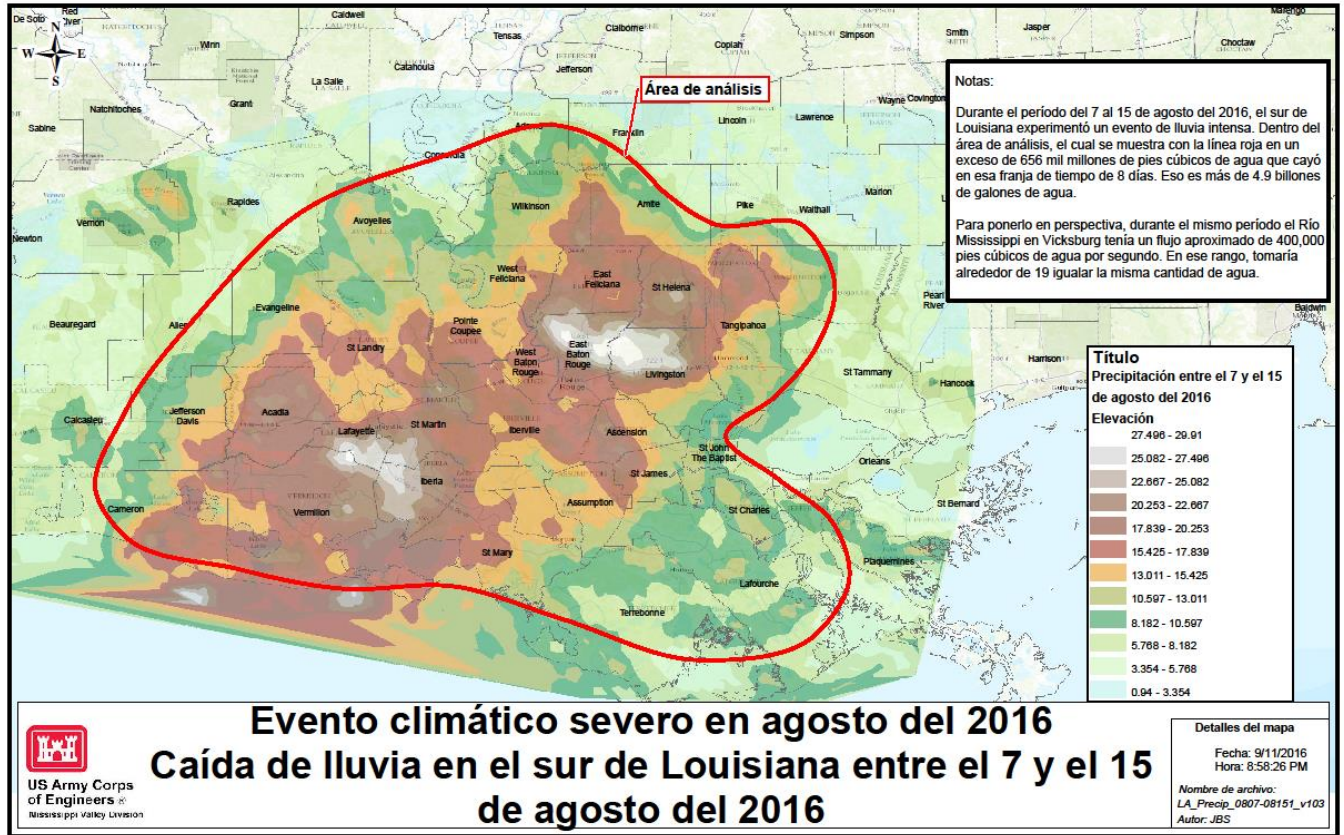 De Soto
Red
River
Caldwell
Tensas
Claiborne
Copiah
Simpson
Smith
Jasper
Choctaw
N
W
E
S
Winn
Catahoula
Jefferson
La Salle
Natchitoches
Grant
Sabine
Área de análisis
Lincoln
Lawrence
Wayne
Covington
Franklin
Adams
Concordia
Rapides
Vernon
Newton
Avoyelles
Wilkinson
Amite
Pike
Walthall
Marion
Notas:
Durante el período del 7 al 15 de agosto del 2016, el sur de
Louisiana experimentó un evento de lluvia intensa. Dentro del
área de análisis, el cual se muestra con la línea roja en un
exceso de 656 mil millones de pies cúbicos de agua que cayó
en esa franja de tiempo de 8 días. Eso es más de 4.9 billones
de galones de agua.
Para ponerlo en perspectiva, durante el mismo período el Río
Mississippi en Vicksburg tenía un flujo aproximado de 400,000
pies cúbicos de agua por segundo. En ese rango, tomaría
alrededor de 19 igualar la misma cantidad de agua.
West
Feliciana
East
Feliciana
St Helena
Evangeline
Beauregard
Allen
Pointe
Coupee
Tangipahoa
Pearl
River
Baldwin
Harrison
Hancock
St Landry
West
Baton
Rouge
East
Baton
Rouge
Livingston
St Tammany
Calcasieu
Jefferson
Davis
Acadia
Lafayette
St Martin
Iberville
Ascension
St John
The Baptist
Orleans
Iberia
St James
Cameron
Vermilion
Assumption
St Charles
St Bernard
St Mary
Lafourche
Plaquemines
Terrebonne
Título
Precipitación entre el 7 y el 15
de agosto del 2016
Elevación
27.496 - 29.91
25.082 - 27.496
22.667 - 25.082
20.253 - 22.667
17.839 - 20.253
15.425 - 17.839
13.011 - 15.425
10.597 - 13.011
8.182 - 10.597
5.768 - 8.182
3.354 - 5.768
0.94 - 3.354
US Army Corps
of Engineers ®
Mississippi Valley Division
Evento climático severo en agosto del 2016
Caída de lluvia en el sur de Louisiana entre el 7 y el 15
de agosto del 2016
Detalles del mapa
Fecha: 9/11/2016
Hora: 8:58:26 PM
Nombre de archivo:
LA_Precip_0807-08151_v103
Autor: JBS